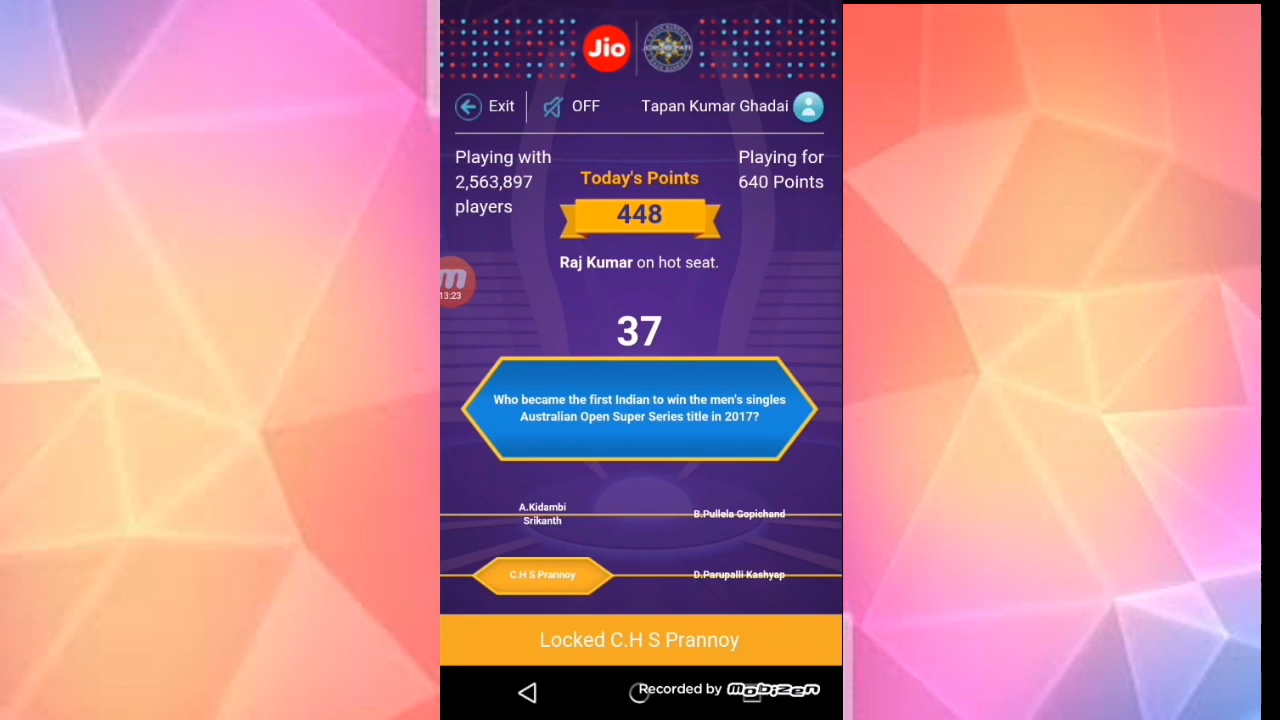 Jio
Exit
OFF
Tapan Kumar Ghadai
Playing with
2,563,897
players
Today's Points
448
Playing for
640 Points
Raj Kumar on hot seat.
13:23
37
Who became the first Indian to win the men's singles
Australian Open Super Series title in 2017?
A.Kidambi
Srikanth
B.Pullela Gopichand
C.H S Prannoy
D.Parupalli Kashyap
Locked C.H S Prannoy
Recorded by mobizen